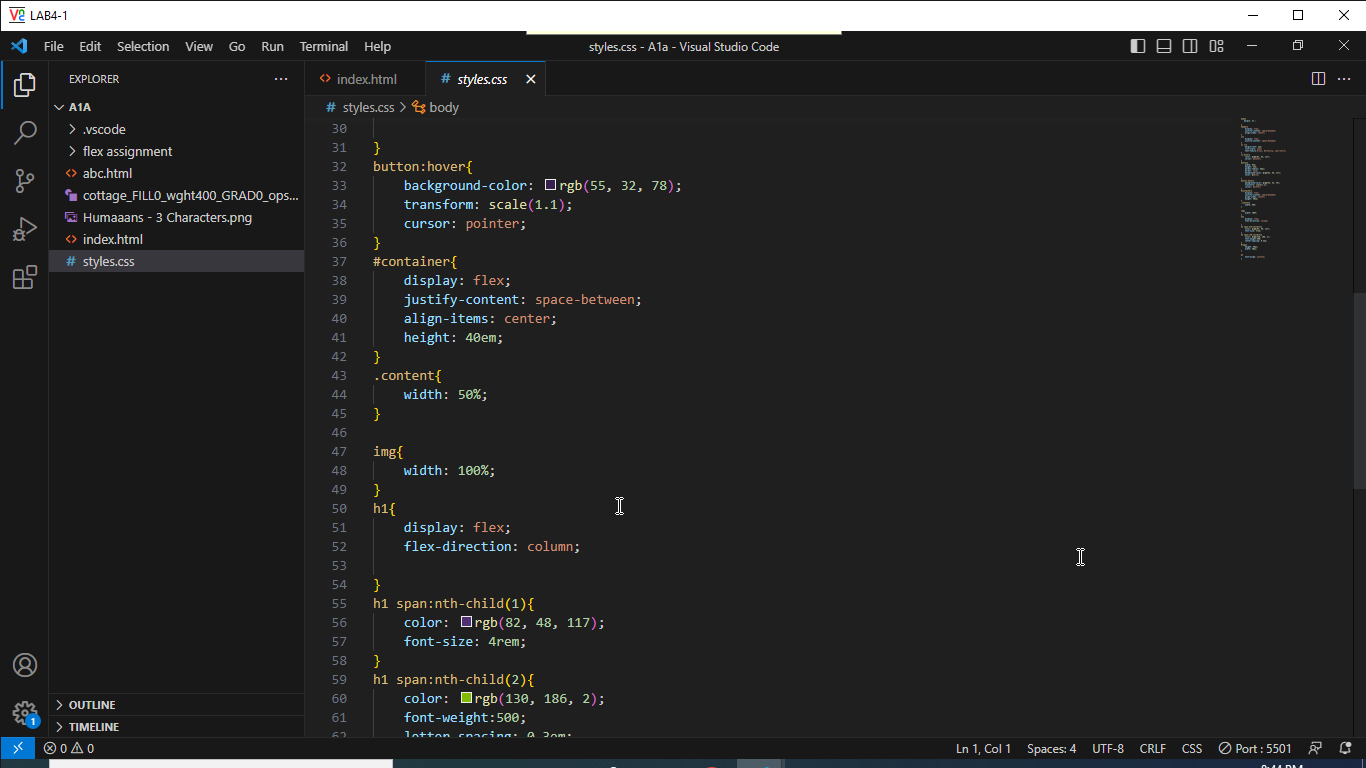 LAB4-1
File Edit Selection View Go Run Terminal Help
styles.css - A1a - Visual Studio Code
EXPLORER
A1A
.vscode
flex assignment
abc.html
cottage_FILL0_wght400_GRAD0_ops...
Humaaans - 3 Characters.png
index.html
styles.css
OUTLINE
TIMELINE
index.html
styles.css
styles.css > body
30
31 }
32 button:hover{
33 background-color: rgb(55, 32, 78);
34 transform: scale(1.1);
35 cursor: pointer;
36 }
37 #container{
38 display: flex;
39 justify-content: space-between;
40 align-items: center;
41 height: 40em;
42 }
43 .content{
44 width: 50%;
45 }
46
47 img{
48 width: 100%;
49 }
50 h1{
51 display: flex;
52 flex-direction: column;
53
54 }
55 h1 span:nth-child(1){
56 color: rgb(82, 48, 117);
57 font-size: 4rem;
58 }
59 h1 span:nth-child(2){
60 color: rgb(130, 186, 2);
61 font-weight:500;
62 letter-spacing: 0.3em;
1
0 0
Ln 1, Col 1 Spaces: 4 UTF-8 CRLF CSS Port : 5501